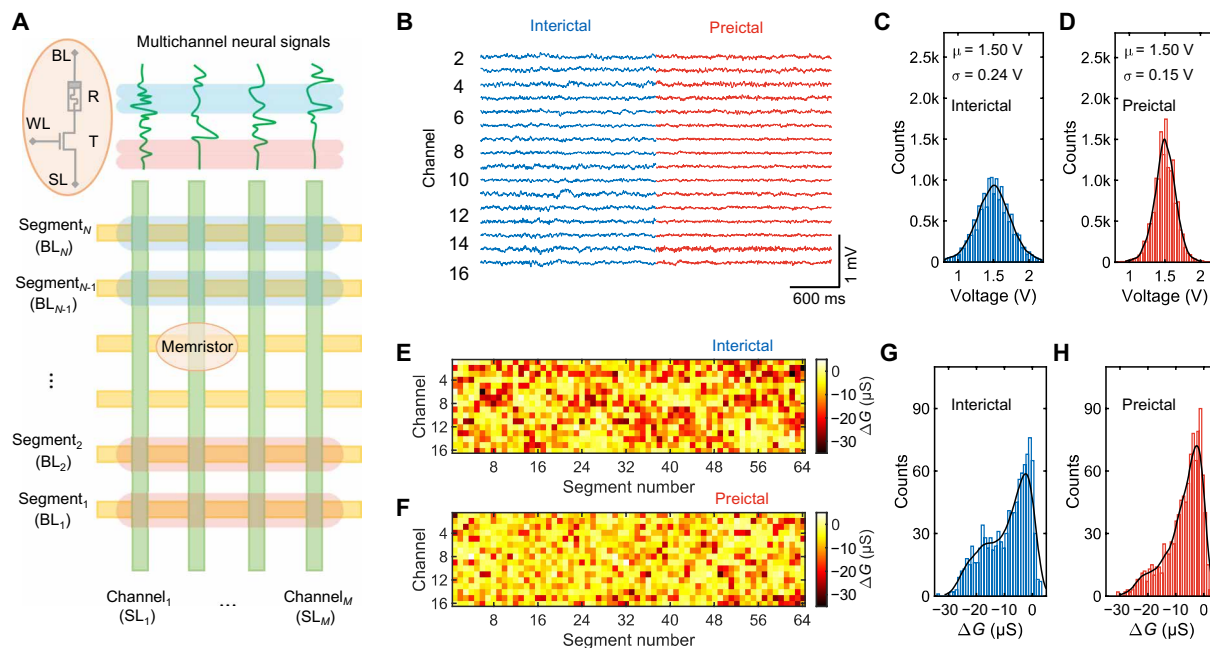 A
Multichannel neural signals
BL
R
WL
T
SL
Segment_N
(BL_N)
Segment_N-1
(BL_N-1)
Memristor
...
Segment_2
(BL_2)
Segment_1
(BL_1)
Channel_1
(SL_1)
...
Channel_M
(SL_M)
B
Interictal
Preictal
Channel
2
4
6
8
10
12
14
16
1 mV
600 ms
C
μ = 1.50 V
σ = 0.24 V
Interictal
Counts
2.5k
2.0k
1.5k
1.0k
0.5k
0
1
1.5
2
Voltage (V)
D
μ = 1.50 V
σ = 0.15 V
Preictal
Counts
2.5k
2.0k
1.5k
1.0k
0.5k
0
1
1.5
2
Voltage (V)
E
Interictal
Channel
4
8
12
16
8 16 24 32 40 48 56 64
Segment number
0
−10
−20
−30
ΔG (μS)
F
Preictal
Channel
4
8
12
16
8 16 24 32 40 48 56 64
Segment number
0
−10
−20
−30
ΔG (μS)
G
Interictal
Counts
90
60
30
0
−30 −20 −10 0
ΔG (μS)
H
Preictal
Counts
90
60
30
0
−30 −20 −10 0
ΔG (μS)